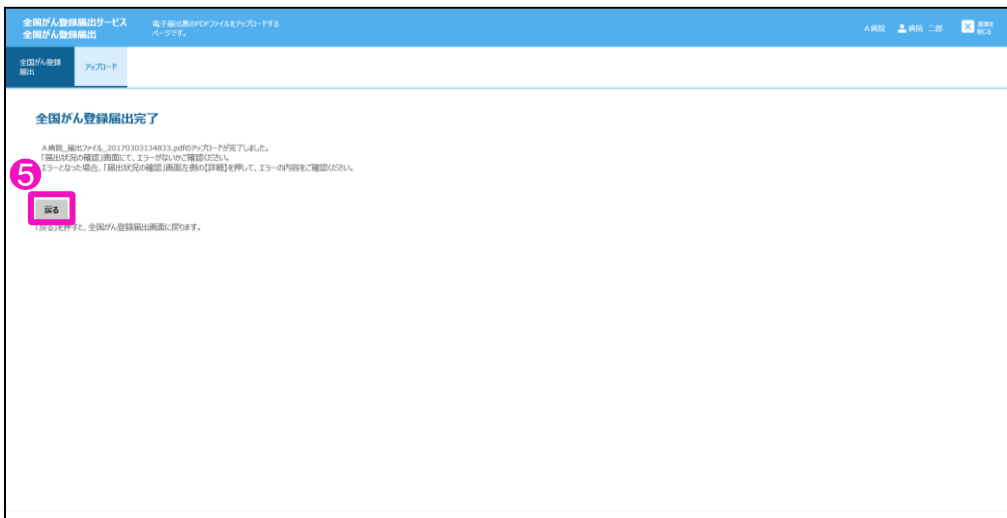 全国がん登録届出サービス
全国がん登録届出
電子届出票のPDFファイルをアップロードする
ページです。
A病院 病院 二郎
画面を
閉じる
全国がん登録
届出
アップロード
全国がん登録届出完了
A病院_届出ファイル_20170303134833.pdfのアップロードが完了しました。
「届出状況の確認」画面にて、エラーがないかご確認ください。
エラーとなった場合、「届出状況の確認」画面左側の【詳細】を押して、エラーの内容をご確認ください。
5
戻る
「戻る」を押すと、全国がん登録届出画面に戻ります。